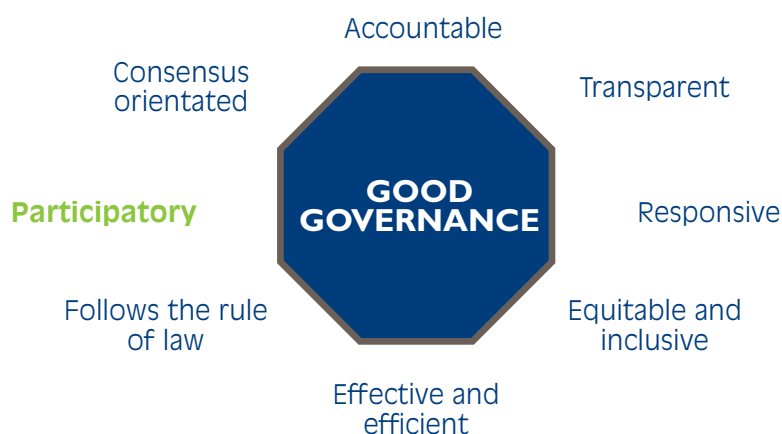 Accountable
Consensus
orientated
Transparent
Participatory
GOOD
GOVERNANCE
Responsive
Follows the rule
of law
Equitable and
inclusive
Effective and
efficient